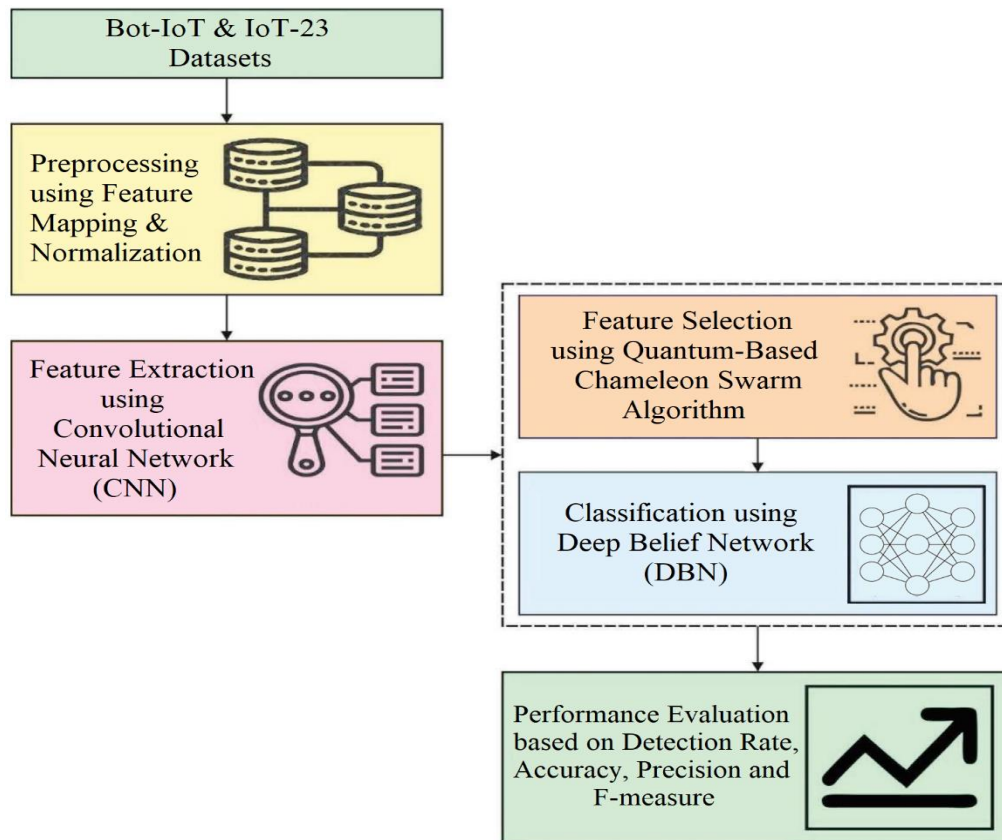 Bot-IoT & IoT-23
Datasets
Preprocessing
using Feature
Mapping &
Normalization
Feature Extraction
using
Convolutional
Neural Network
(CNN)
Feature Selection
using Quantum-Based
Chameleon Swarm
Algorithm
Classification using
Deep Belief Network
(DBN)
Performance Evaluation
based on Detection Rate,
Accuracy, Precision and
F-measure